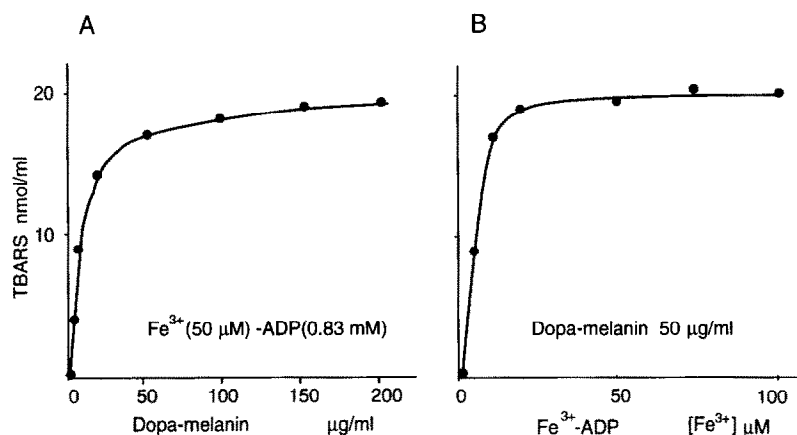 A
B
TBARS nmol/ml
20
10
Fe³⁺(50 µM) -ADP(0.83 mM)
0 50 100 150 200
Dopa-melanin µg/ml
Dopa-melanin 50 µg/ml
0 50 100
Fe³⁺-ADP [Fe³⁺] µM